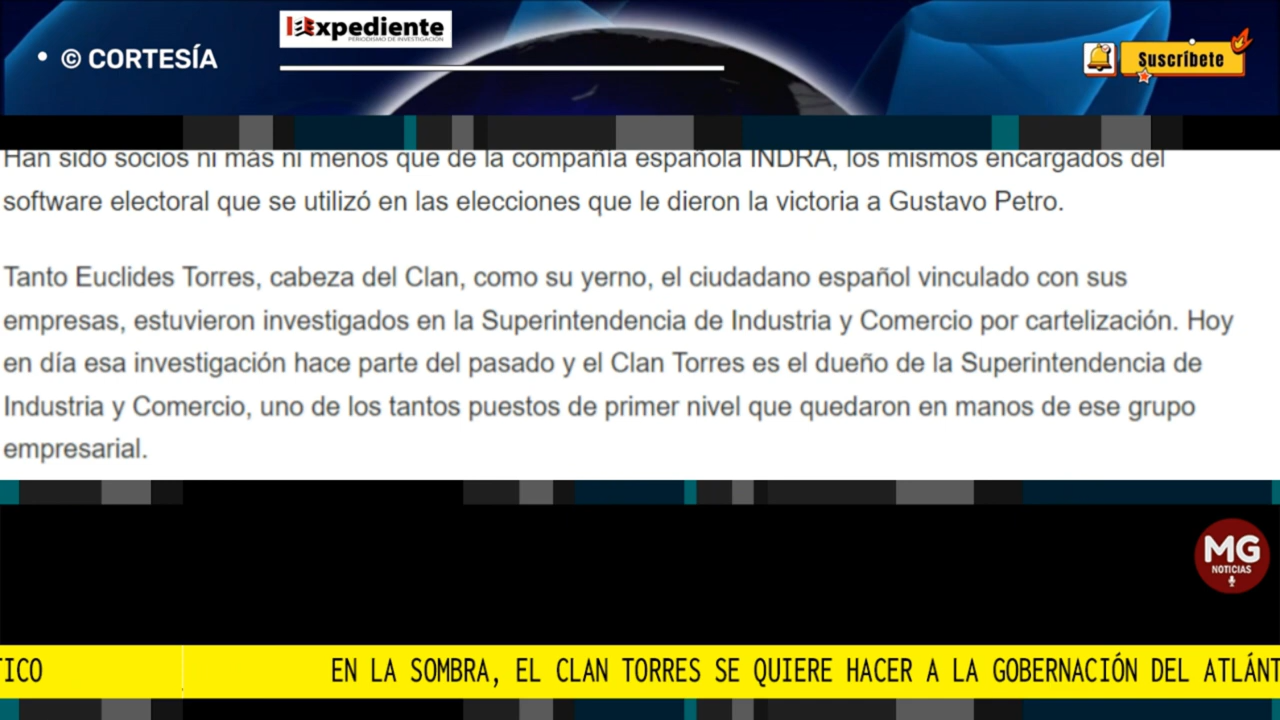 Expediente
PERIODISMO DE INVESTIGACIÓN
• © CORTESÍA
Suscríbete
Han sido socios ni más ni menos que de la compañía española INDRA, los mismos encargados del
software electoral que se utilizó en las elecciones que le dieron la victoria a Gustavo Petro.
Tanto Euclides Torres, cabeza del Clan, como su yerno, el ciudadano español vinculado con sus
empresas, estuvieron investigados en la Superintendencia de Industria y Comercio por cartelización. Hoy
en día esa investigación hace parte del pasado y el Clan Torres es el dueño de la Superintendencia de
Industria y Comercio, uno de los tantos puestos de primer nivel que quedaron en manos de ese grupo
empresarial.
MG
NOTICIAS
TICO EN LA SOMBRA, EL CLAN TORRES SE QUIERE HACER A LA GOBERNACIÓN DEL ATLÁNT